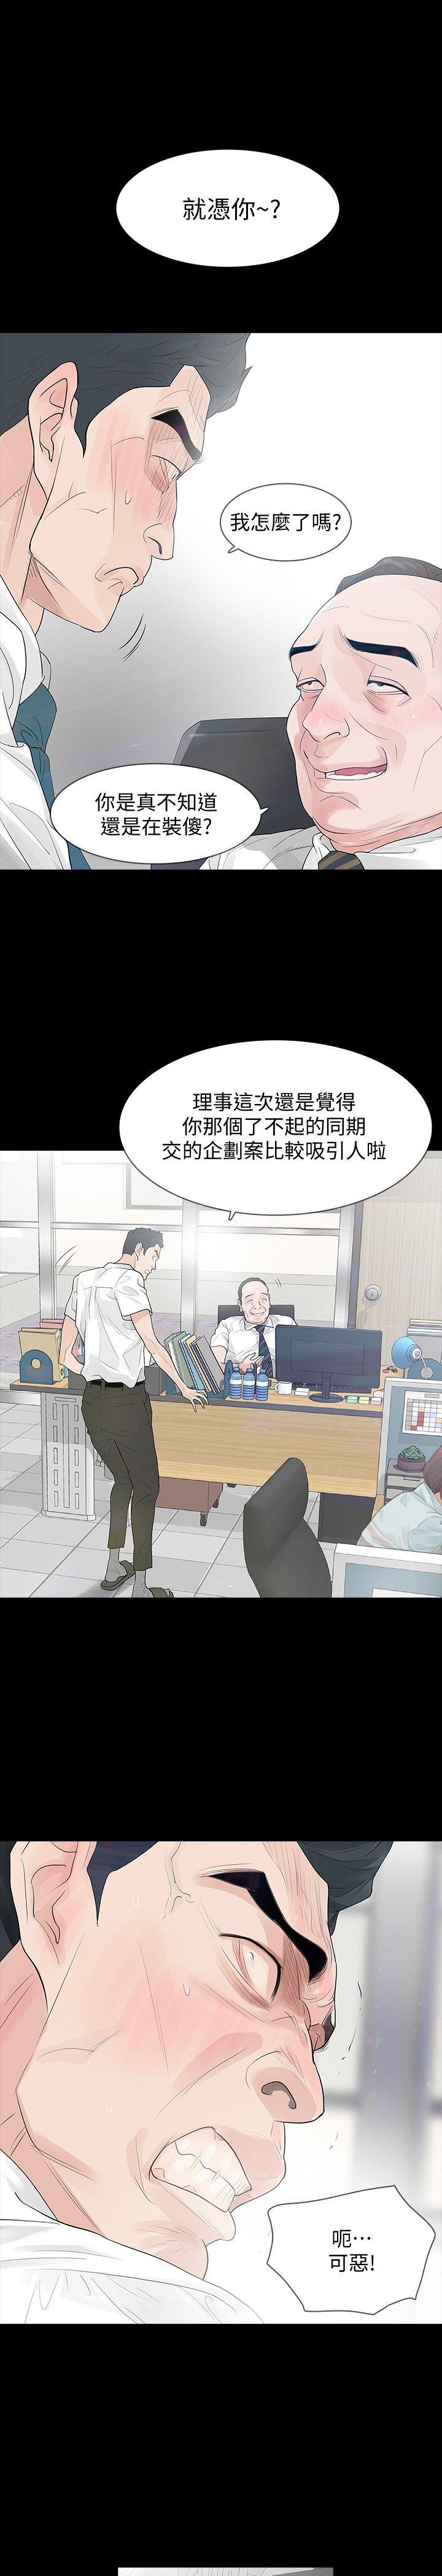 就憑你~?
我怎麼了嗎?
你是真不知道
還是在裝傻?
理事這次還是覺得
你那個了不起的同期
交的企劃案比較吸引人啦
呃…
可惡!